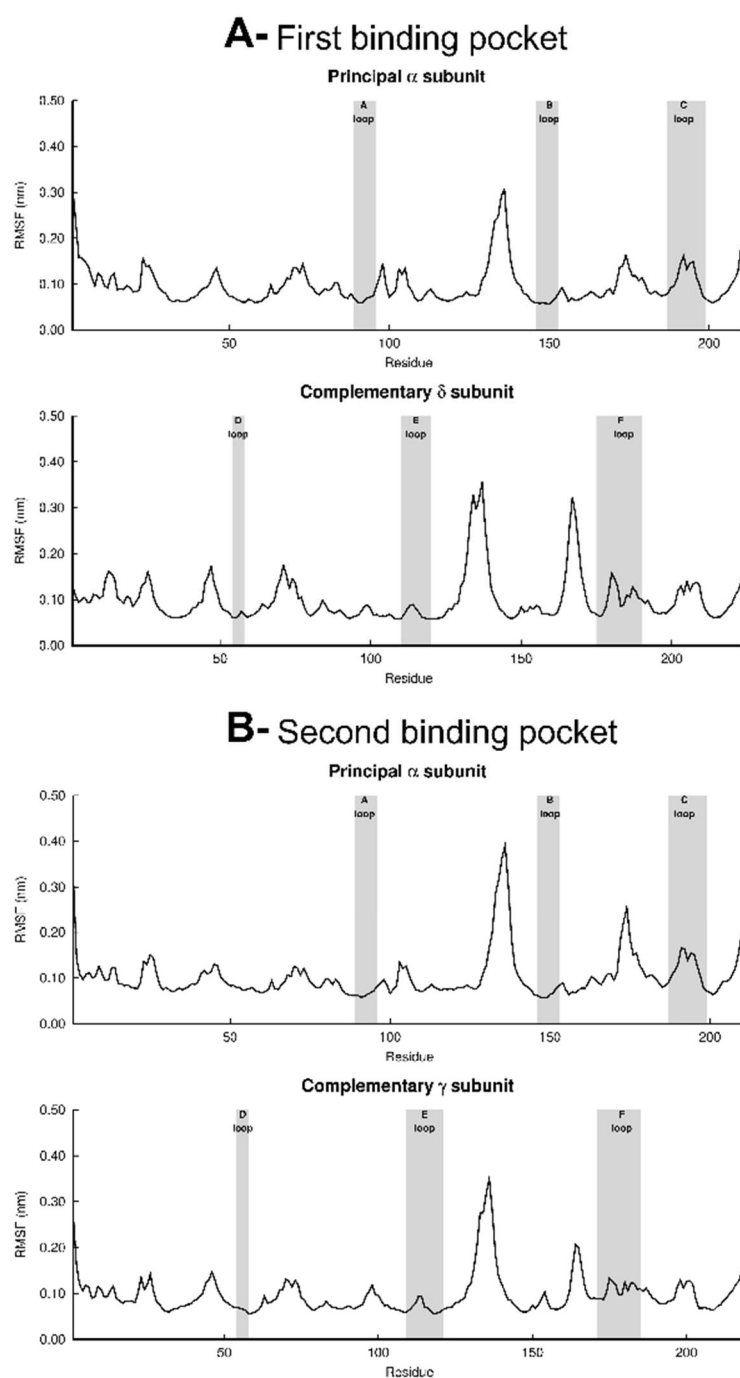 A- First binding pocket
Principal α subunit
A loop
B loop
C loop
0.50
0.40
0.30
0.20
0.10
0.00
RMSF (nm)
50
100
150
200
Residue
Complementary δ subunit
D loop
E loop
F loop
0.50
0.40
0.30
0.20
0.10
0.00
RMSF (nm)
50
100
150
200
Residue
B- Second binding pocket
Principal α subunit
A loop
B loop
C loop
0.50
0.40
0.30
0.20
0.10
0.00
RMSF (nm)
50
100
150
200
Residue
Complementary γ subunit
D loop
E loop
F loop
0.50
0.40
0.30
0.20
0.10
0.00
RMSF (nm)
50
100
150
200
Residue